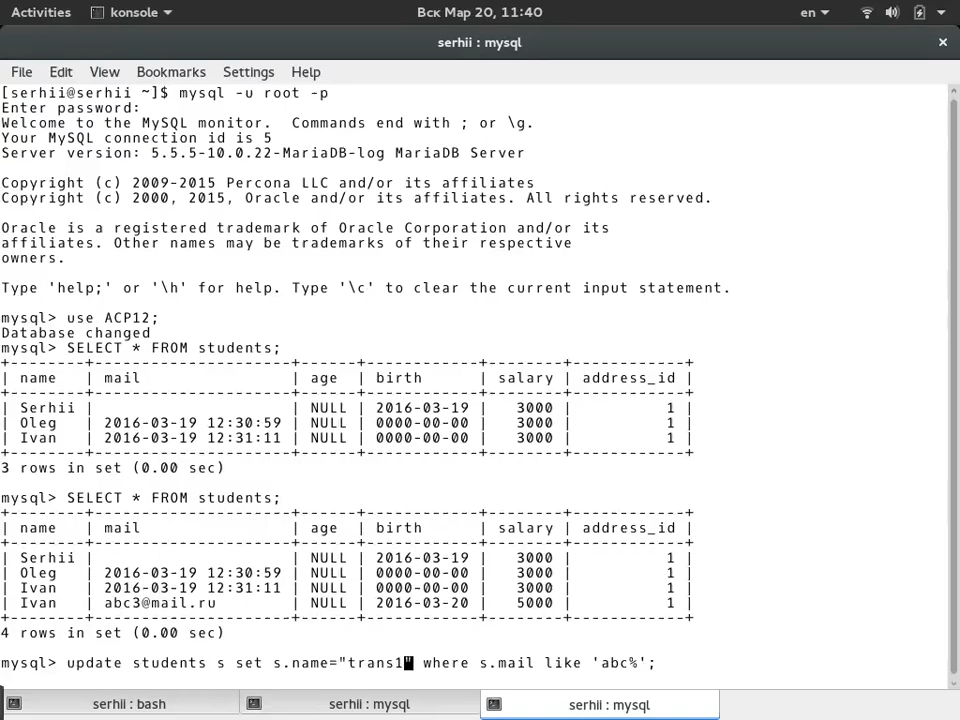 Activities konsole Вск Мар 20, 11:40 en
serhii : mysql
File Edit View Bookmarks Settings Help
[serhii@serhii ~]$ mysql -u root -p
Enter password:
Welcome to the MySQL monitor.  Commands end with ; or \g.
Your MySQL connection id is 5
Server version: 5.5.5-10.0.22-MariaDB-log MariaDB Server
Copyright (c) 2009-2015 Percona LLC and/or its affiliates
Copyright (c) 2000, 2015, Oracle and/or its affiliates. All rights reserved.
Oracle is a registered trademark of Oracle Corporation and/or its
affiliates. Other names may be trademarks of their respective
owners.
Type 'help;' or '\h' for help. Type '\c' to clear the current input statement.
mysql> use ACP12;
Database changed
mysql> SELECT * FROM students;
+--------+---------------------+------+------------+--------+------------+
| name   | mail                | age  | birth      | salary | address_id |
+--------+---------------------+------+------------+--------+------------+
| Serhii |                     | NULL | 2016-03-19 |   3000 |          1 |
| Oleg   | 2016-03-19 12:30:59 | NULL | 0000-00-00 |   3000 |          1 |
| Ivan   | 2016-03-19 12:31:11 | NULL | 0000-00-00 |   3000 |          1 |
+--------+---------------------+------+------------+--------+------------+
3 rows in set (0.00 sec)
mysql> SELECT * FROM students;
+--------+---------------------+------+------------+--------+------------+
| name   | mail                | age  | birth      | salary | address_id |
+--------+---------------------+------+------------+--------+------------+
| Serhii |                     | NULL | 2016-03-19 |   3000 |          1 |
| Oleg   | 2016-03-19 12:30:59 | NULL | 0000-00-00 |   3000 |          1 |
| Ivan   | 2016-03-19 12:31:11 | NULL | 0000-00-00 |   3000 |          1 |
| Ivan   | abc3@mail.ru        | NULL | 2016-03-20 |   5000 |          1 |
+--------+---------------------+------+------------+--------+------------+
4 rows in set (0.00 sec)
mysql> update students s set s.name="trans1" where s.mail like 'abc%';
serhii : bash serhii : mysql serhii : mysql